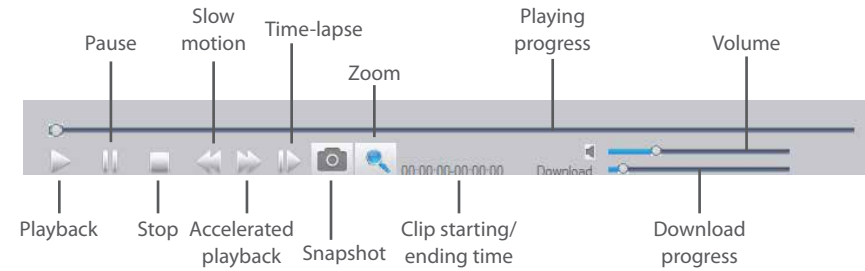 Slow
motion
Playing
progress
Time-lapse
Pause
Volume
Zoom
00:00:00-00:00:00
Download
Playback
Stop
Accelerated
playback
Snapshot
Clip starting/
ending time
Download
progress